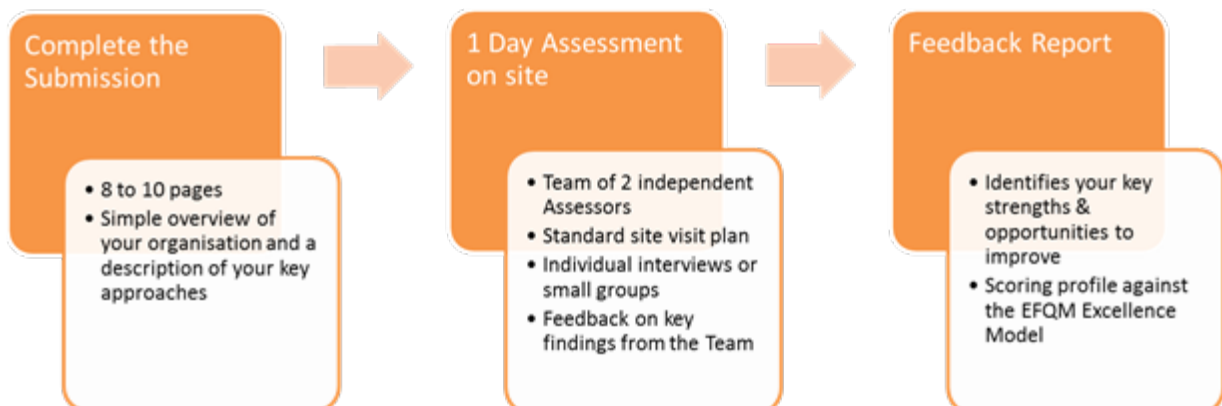 Complete the
Submission
• 8 to 10 pages
• Simple overview of
your organisation and a
description of your key
approaches
1 Day Assessment
on site
• Team of 2 independent
Assessors
• Standard site visit plan
• Individual interviews or
small groups
• Feedback on key
findings from the Team
Feedback Report
• Identifies your key
strengths &
opportunities to
improve
• Scoring profile against
the EFQM Excellence
Model